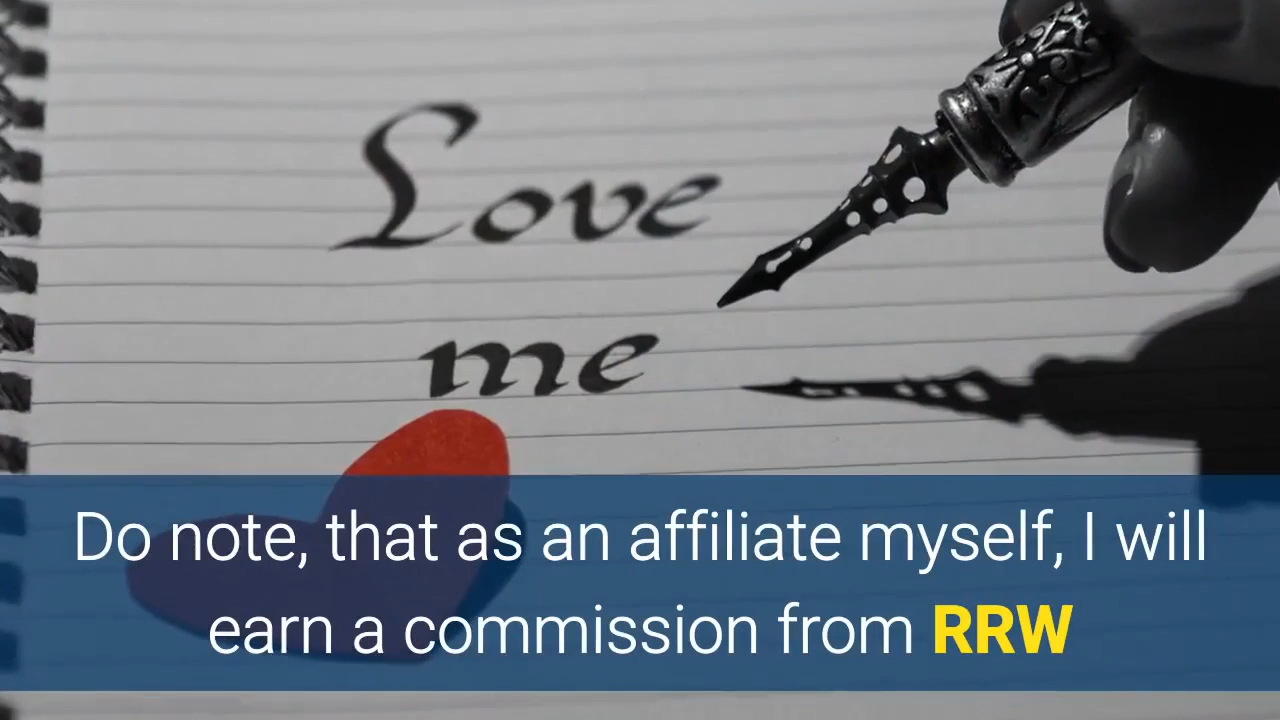 Love
me
Do note, that as an affiliate myself, I will
earn a commission from RRW